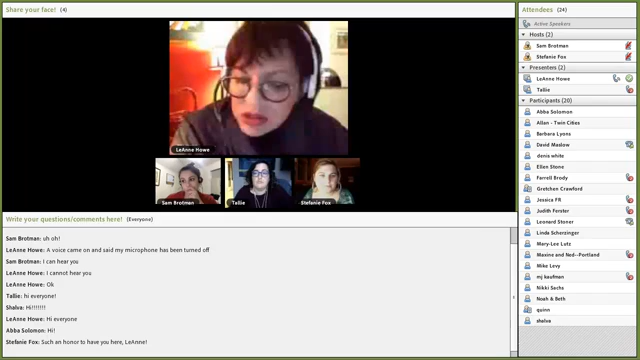 Share your face! (4)
LeAnne Howe
Sam Brotman
Tallie
Stefanie Fox
Write your questions/comments here! (Everyone)
Sam Brotman: uh oh!
LeAnne Howe: A voice came on and said my microphone has been turned off
Sam Brotman: I can hear you
LeAnne Howe: I cannot hear you
LeAnne Howe: Ok
Tallie: hi everyone!
Shalva: Hi!!!!!!!
LeAnne Howe: Hi everyone
Abba Solomon: Hi!
Stefanie Fox: Such an honor to have you here, LeAnne!
Attendees (24)
Active Speakers
Hosts (2)
Sam Brotman
Stefanie Fox
Presenters (2)
LeAnne Howe
Tallie
Participants (20)
Abba Solomon
Allan - Twin Cities
Barbara Lyons
David Maslow
denis white
Ellen Stone
Farrell Brody
Gretchen Crawford
Jessica FR
Judith Ferster
Leonard Stoner
Linda Scherzinger
Mary-Lee Lutz
Maxine and Ned--Portland
Mike Levy
mj kaufman
Nikki Sachs
Noah & Beth
quinn
shalva